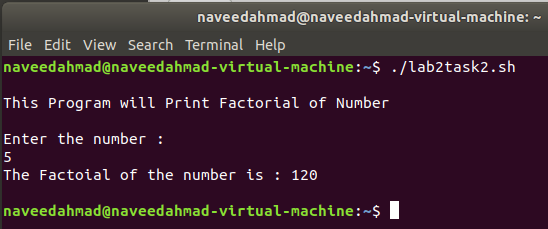 naveedahmad@naveedahmad-virtual-machine: ~
File Edit View Search Terminal Help
naveedahmad@naveedahmad-virtual-machine:~$ ./lab2task2.sh
This Program will Print Factorial of Number
Enter the number :
5
The Factoial of the number is : 120
naveedahmad@naveedahmad-virtual-machine:~$